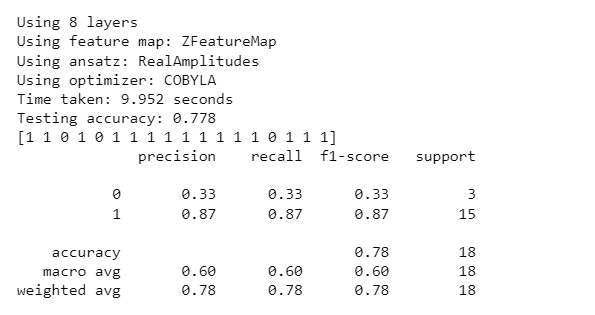 Using 8 layers
Using feature map: ZFeatureMap
Using ansatz: RealAmplitudes
Using optimizer: COBYLA
Time taken: 9.952 seconds
Testing accuracy: 0.778
[1 1 0 1 0 1 1 1 1 1 1 1 1 1 0 1 1 1]
precision recall f1-score support
0 0.33 0.33 0.33 3
1 0.87 0.87 0.87 15
accuracy 0.78 18
macro avg 0.60 0.60 0.60 18
weighted avg 0.78 0.78 0.78 18